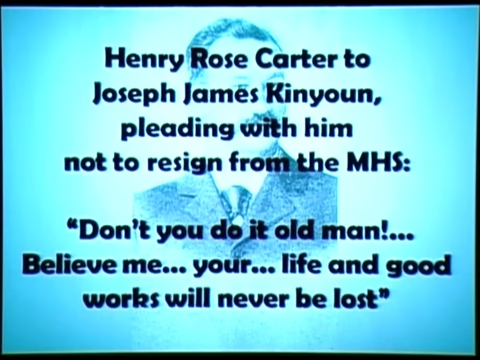 Henry Rose Carter to
Joseph James Kinyoun,
pleading with him
not to resign from the MHS:
“Don't you do it old man!...
Believe me... your... life and good
works will never be lost”